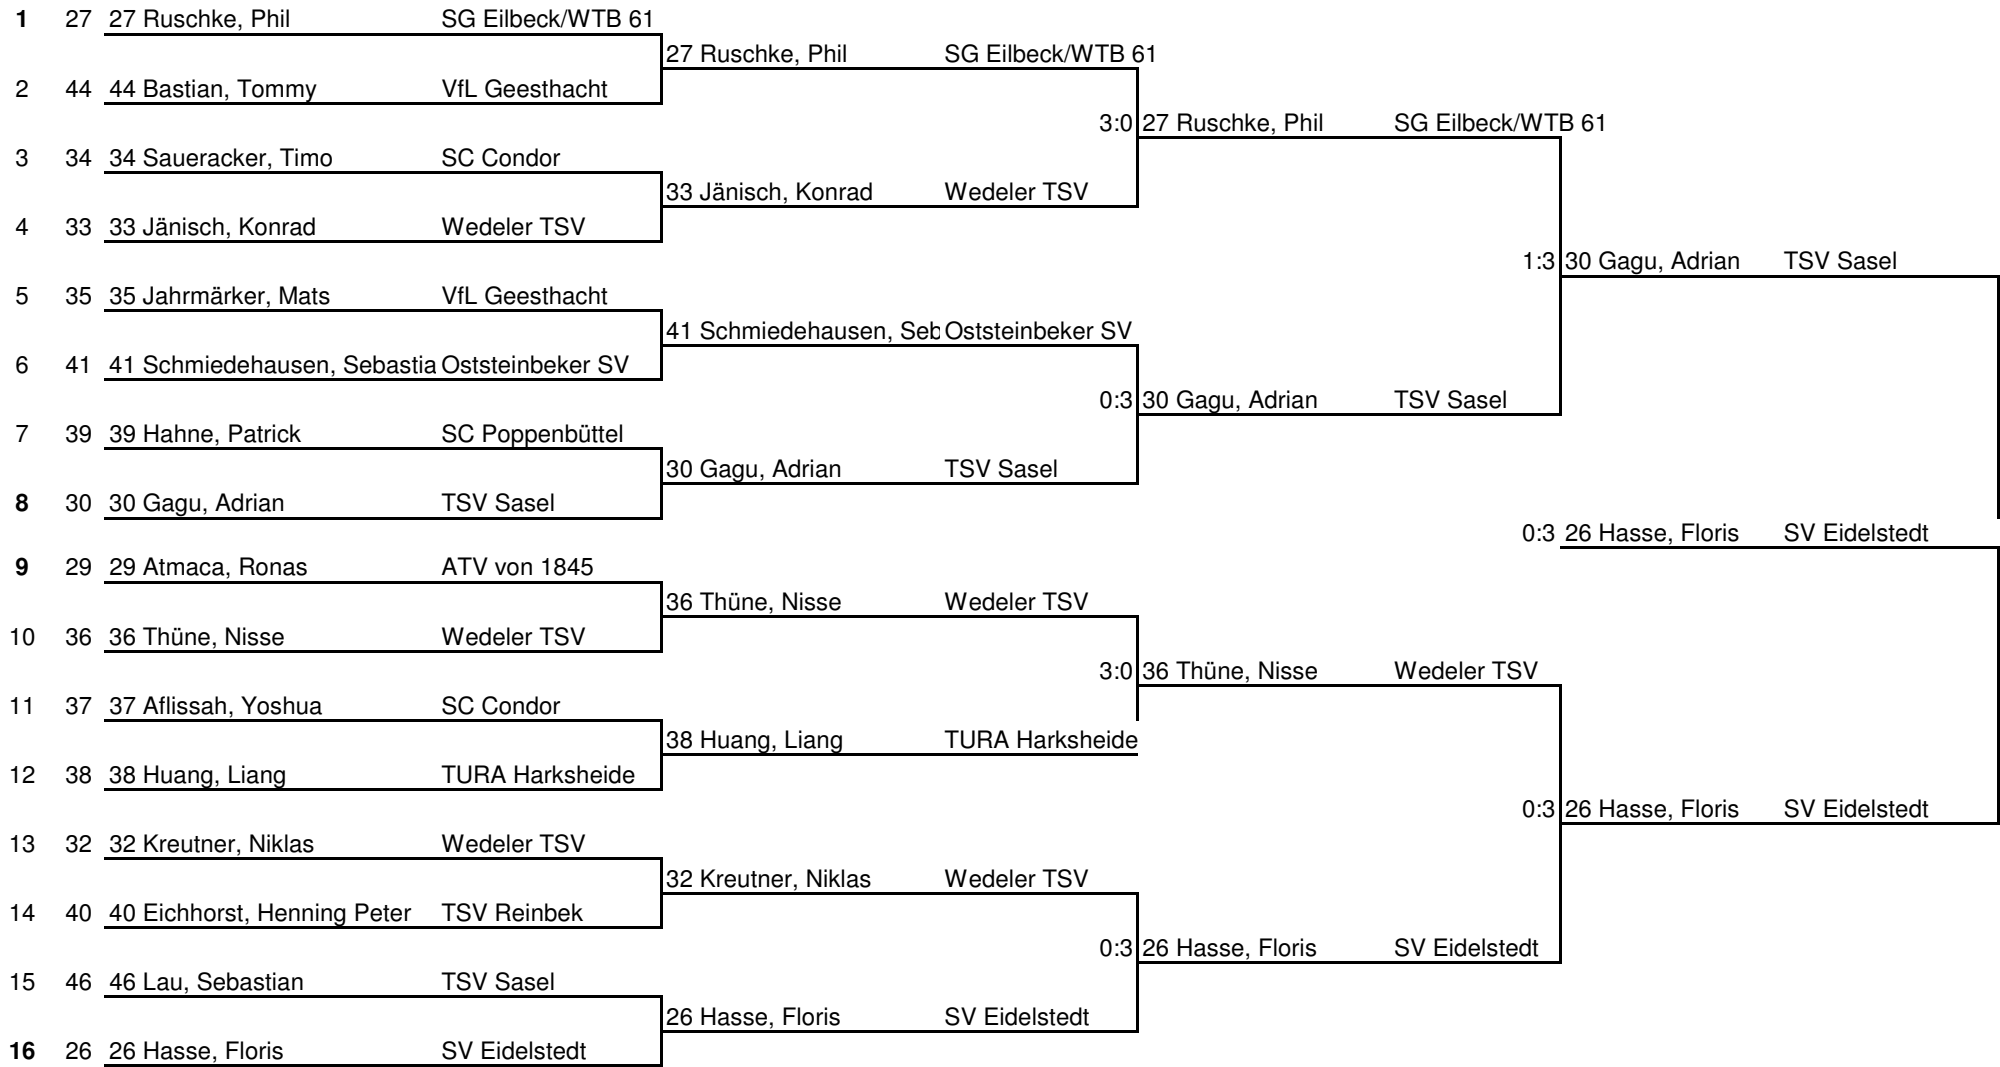 1 27 27 Ruschke, Phil SG Eilbeck/WTB 61
27 Ruschke, Phil SG Eilbeck/WTB 61
2 44 44 Bastian, Tommy VfL Geesthacht
3:0 27 Ruschke, Phil SG Eilbeck/WTB 61
3 34 34 Saueracker, Timo SC Condor
33 Jänisch, Konrad Wedeler TSV
4 33 33 Jänisch, Konrad Wedeler TSV
1:3 30 Gagu, Adrian TSV Sasel
5 35 35 Jahrmärker, Mats VfL Geesthacht
41 Schmiedehausen, Seb Oststeinbeker SV
6 41 41 Schmiedehausen, Sebastia Oststeinbeker SV
0:3 30 Gagu, Adrian TSV Sasel
7 39 39 Hahne, Patrick SC Poppenbüttel
30 Gagu, Adrian TSV Sasel
8 30 30 Gagu, Adrian TSV Sasel
0:3 26 Hasse, Floris SV Eidelstedt
9 29 29 Atmaca, Ronas ATV von 1845
36 Thüne, Nisse Wedeler TSV
10 36 36 Thüne, Nisse Wedeler TSV
3:0 36 Thüne, Nisse Wedeler TSV
11 37 37 Aflissah, Yoshua SC Condor
38 Huang, Liang TURA Harksheide
12 38 38 Huang, Liang TURA Harksheide
0:3 26 Hasse, Floris SV Eidelstedt
13 32 32 Kreutner, Niklas Wedeler TSV
32 Kreutner, Niklas Wedeler TSV
14 40 40 Eichhorst, Henning Peter TSV Reinbek
0:3 26 Hasse, Floris SV Eidelstedt
15 46 46 Lau, Sebastian TSV Sasel
26 Hasse, Floris SV Eidelstedt
16 26 26 Hasse, Floris SV Eidelstedt